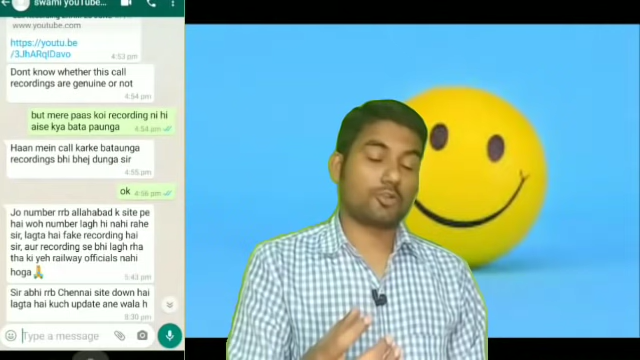 swami youTube...
www.youtube.com
https://youtu.be
/3JhARqIDavo
4:53 pm
Dont know whether this call
recordings are genuine or not
4:54 pm
but mere paas koi recording ni hi
aise kya bata paunga
4:54 pm
Haan mein call karke bataunga
recordings bhi bhej dunga sir
4:55 pm
ok
4:56 pm
Jo number rrb allahabad k site pe
hai woh number lagh hi nahi rahe
sir, lagta hai fake recording hai
sir, aur recording se bhi lagh rha
tha ki yeh railway officials nahi
hoga🙏
5:43 pm
Sir abhi rrb Chennai site down hai
lagta hai kuch update ane wala h
8:30 pm
Type a message